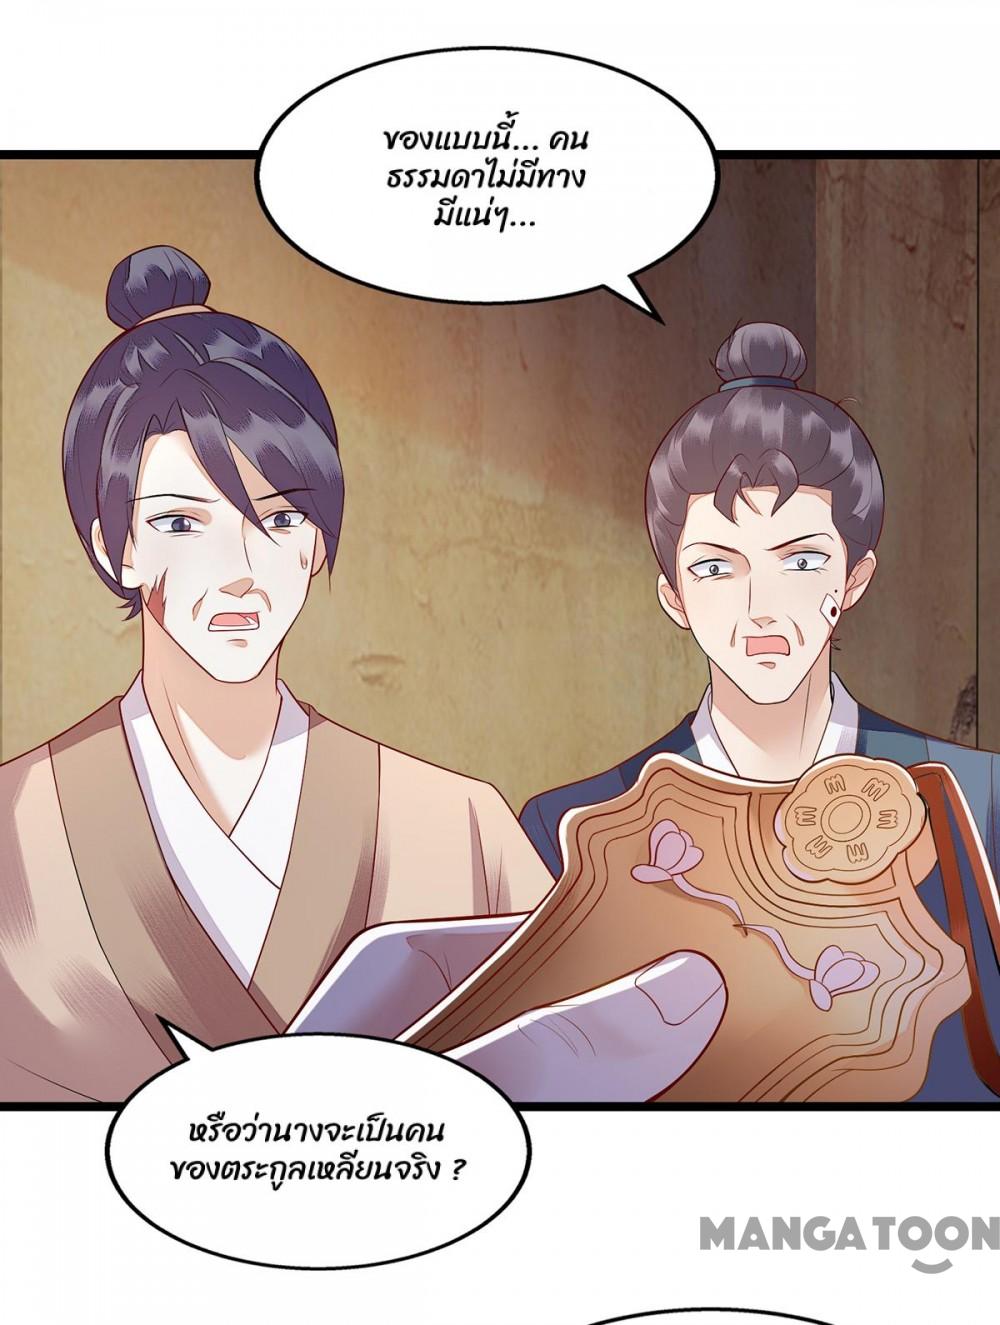 ของแบบนี้... คน
ธรรมดาไม่มีทาง
มีแน่ๆ...
หรือว่านางจะเป็นคน
ของตระกูลเหลียนจริง ?
MANGATOON